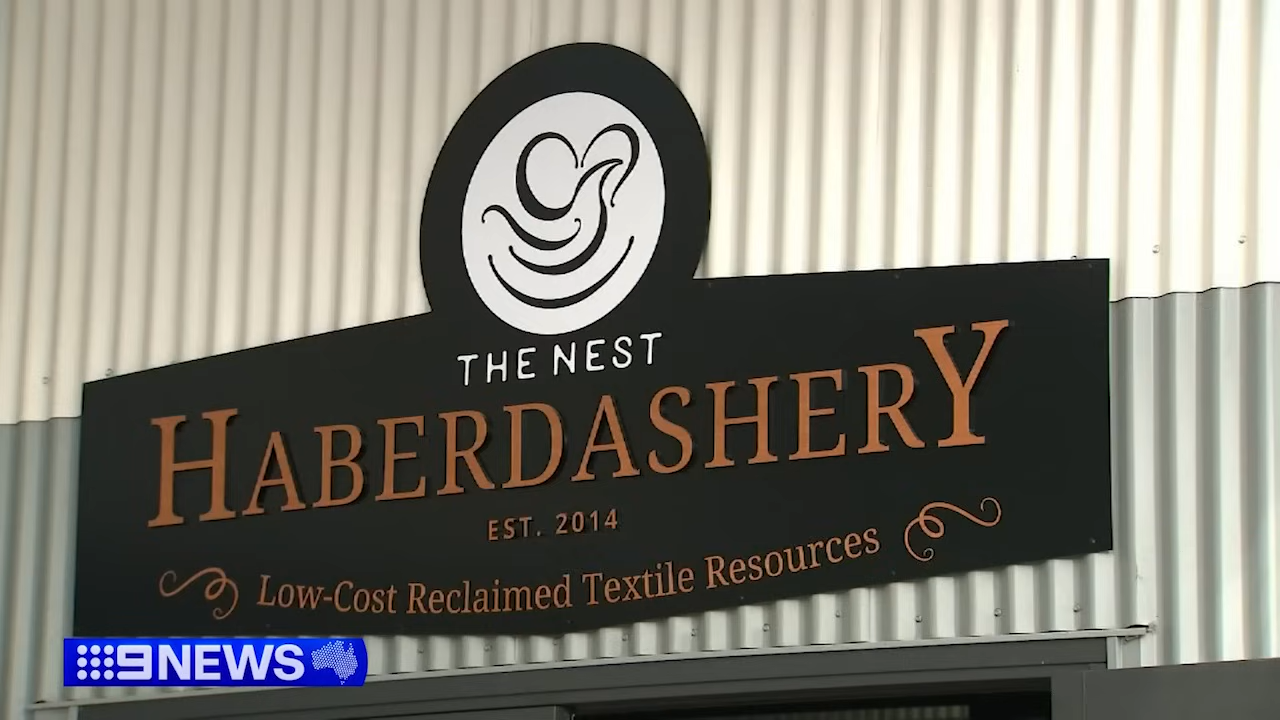 THE NEST
HABERDASHERY
EST. 2014
Low-Cost Reclaimed Textile Resources
9NEWS